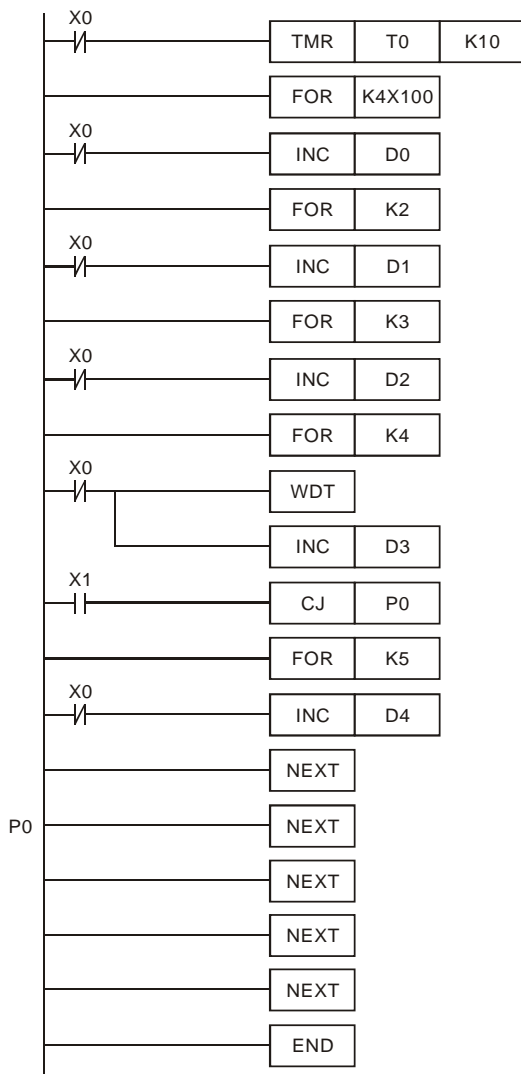 X0
TMR T0 K10
FOR K4X100
X0
INC D0
FOR K2
X0
INC D1
FOR K3
X0
INC D2
FOR K4
X0
WDT
INC D3
X1
CJ P0
FOR K5
X0
INC D4
NEXT
P0 NEXT
NEXT
NEXT
NEXT
END